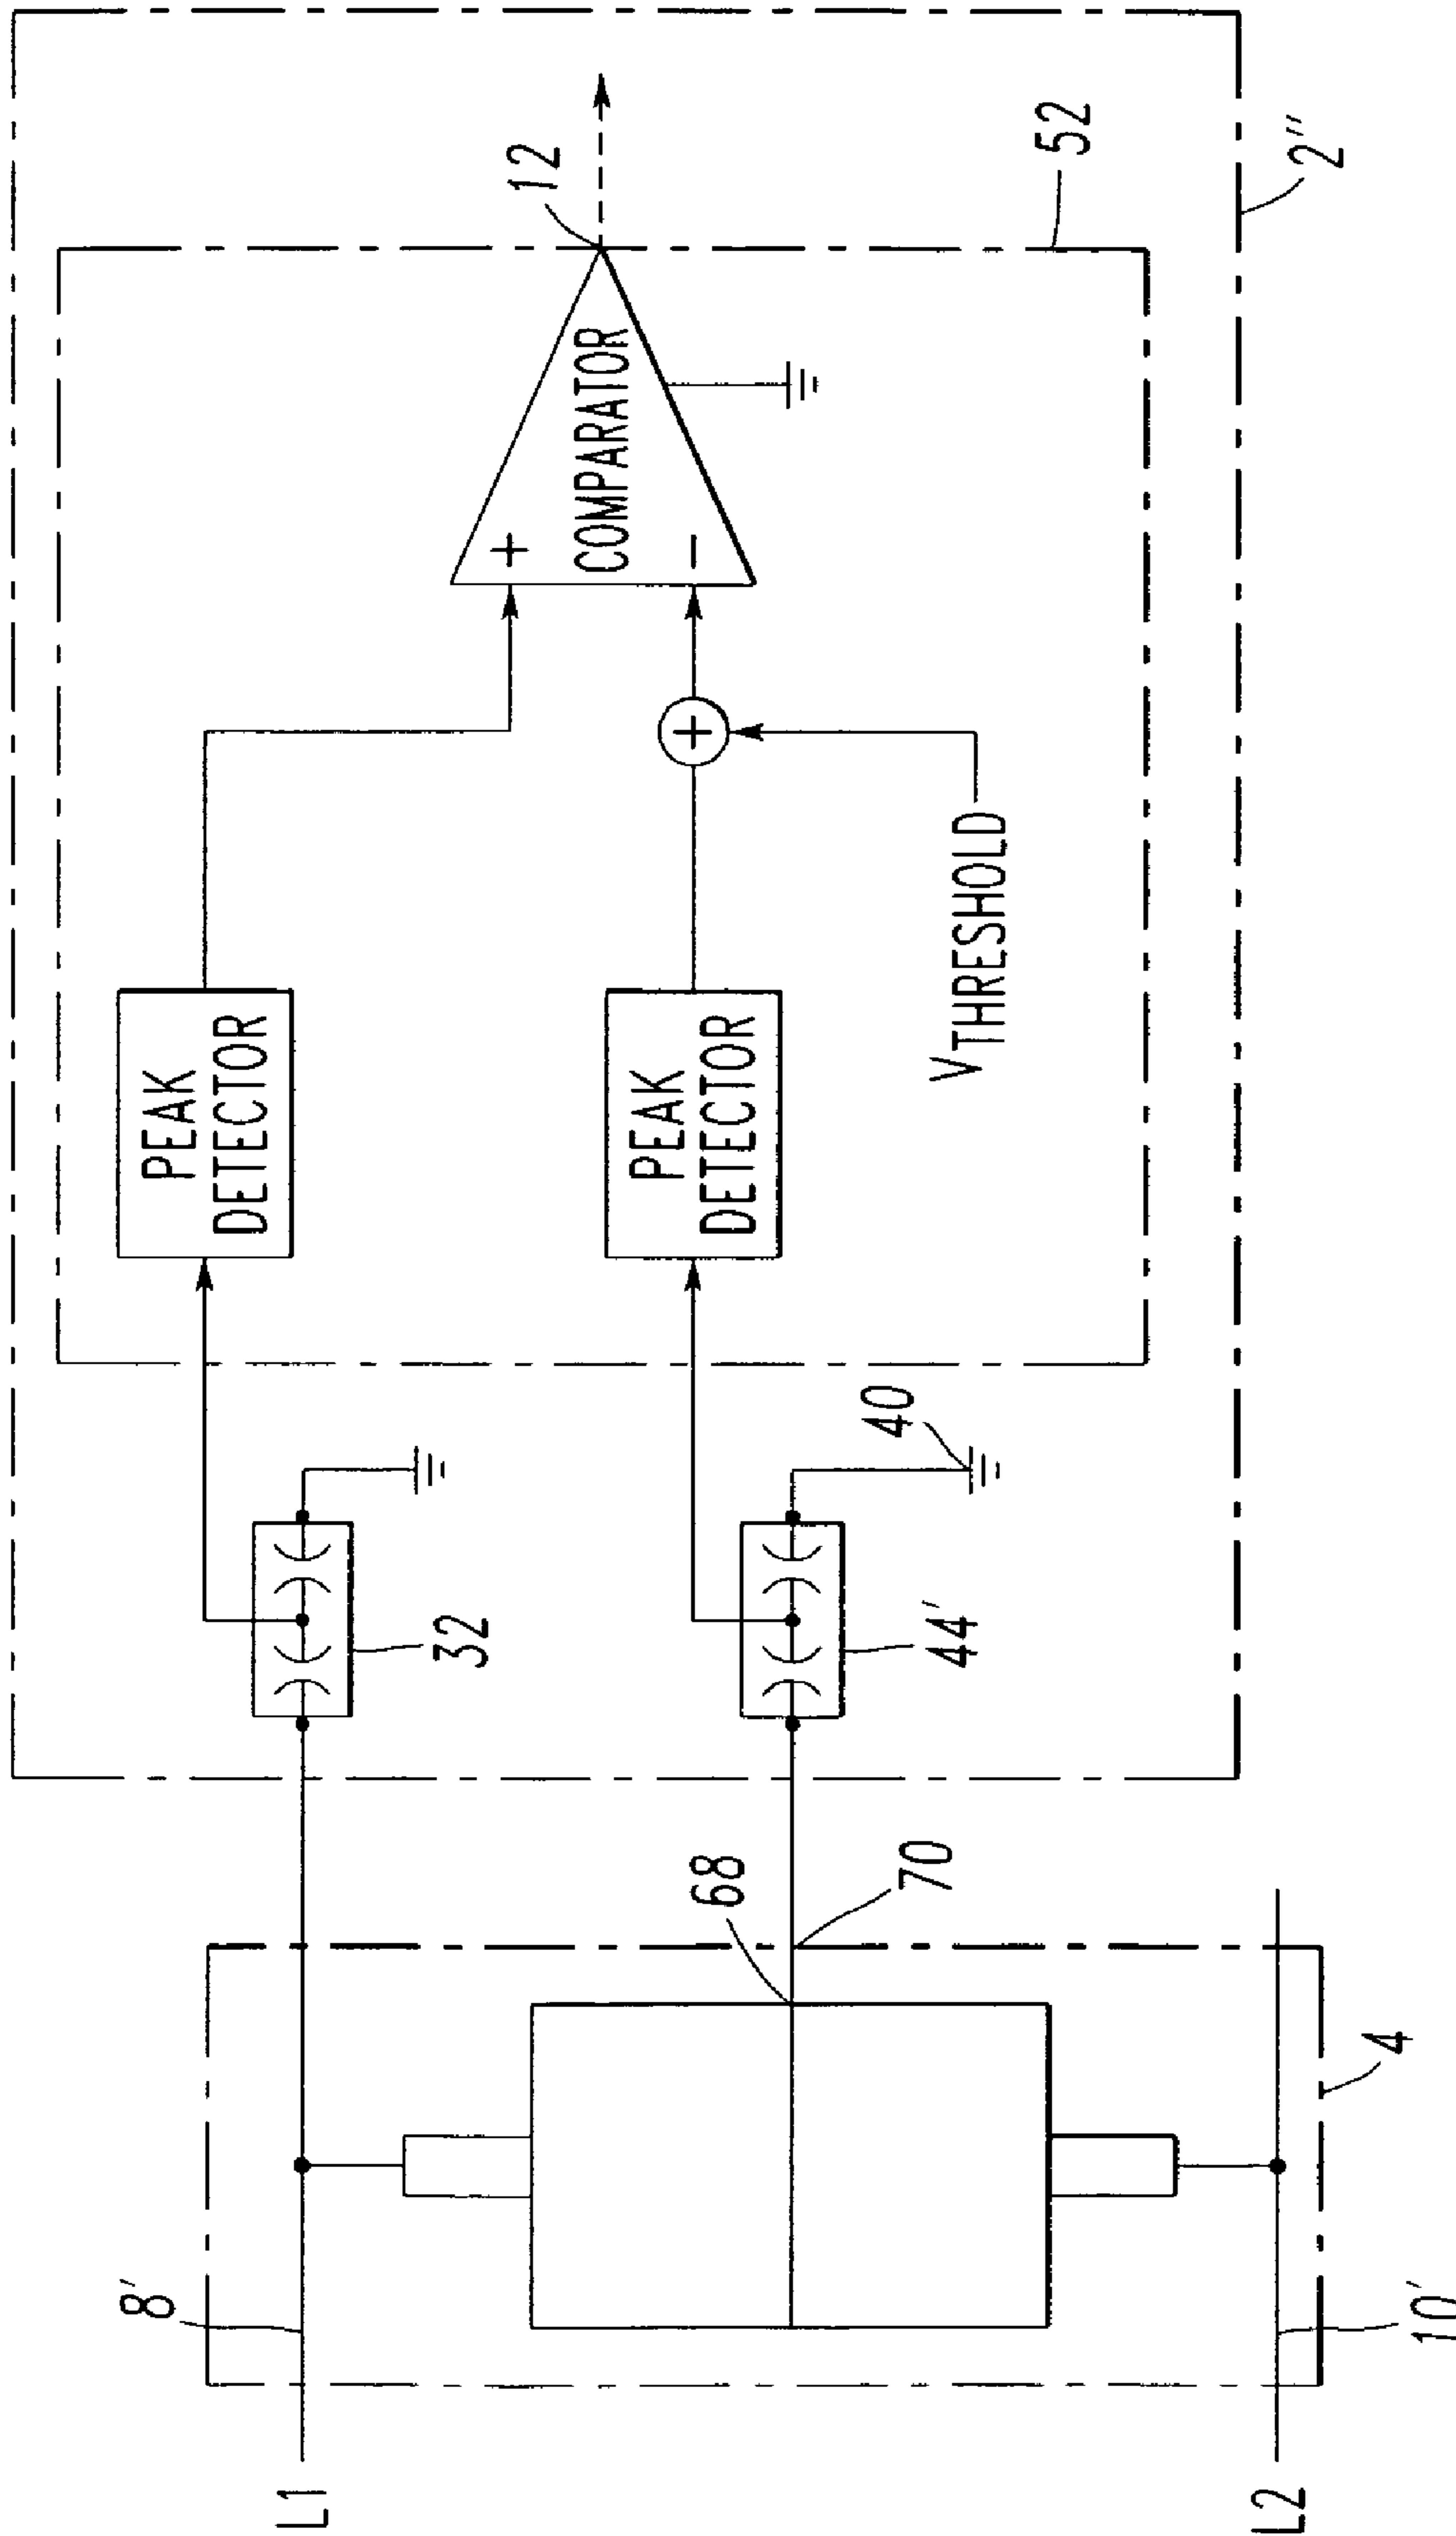 2''
52
12
COMPARATOR
+
−
+
PEAK
DETECTOR
PEAK
DETECTOR
VTHRESHOLD
32
44'
40
68
70
4
8'
10'
L1
L2